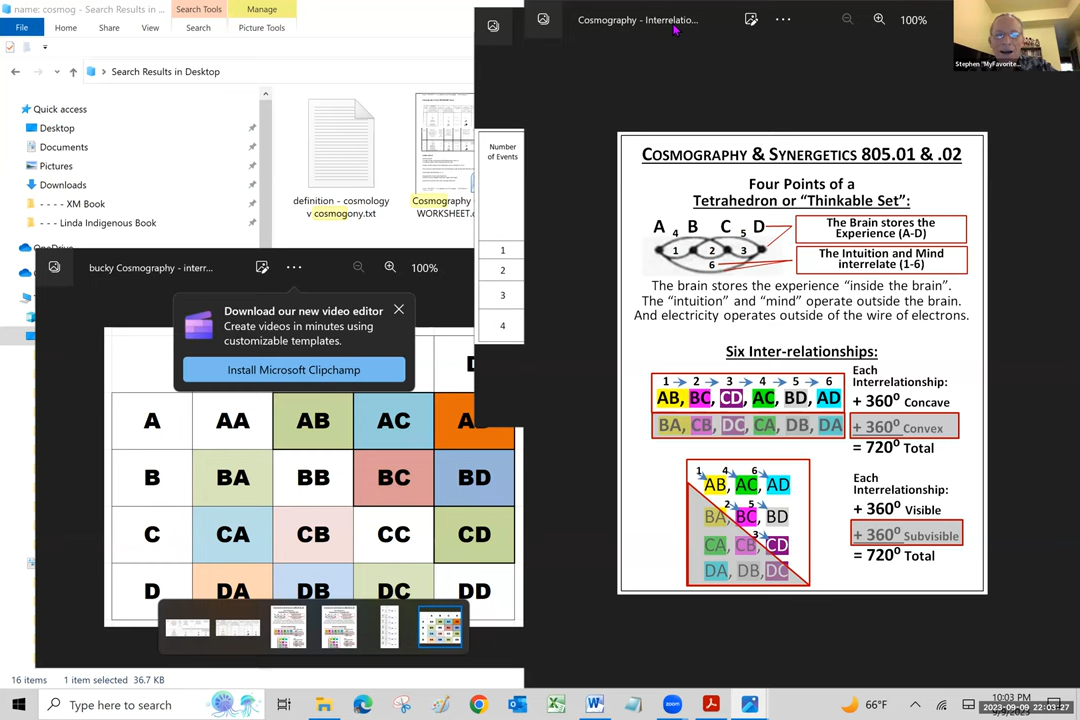 name: cosmog - Search Results in ...
Search Tools
Manage
File
Home
Share
View
Search
Picture Tools
Search Results in Desktop
Quick access
Desktop
Documents
Pictures
Downloads
- - - - XM Book
- - - - Linda Indigenous Book
definition - cosmology
v cosmogony.txt
Cosmography
WORKSHEET.c
16 items
1 item selected
36.7 KB
bucky Cosmography - interr...
100%
Download our new video editor
Create videos in minutes using
customizable templates.
Install Microsoft Clipchamp
A AA AB AC
B BA BB BC BD
C CA CB CC CD
D DA DB DC DD
Number
of Events
1
2
3
4
Cosmography - Interrelatio...
100%
Stephen "MyFavorite...
COSMOGRAPHY & SYNERGETICS 805.01 & .02
Four Points of a
Tetrahedron or “Thinkable Set”:
A 4 B C 5 D
1 2 3
6
The Brain stores the
Experience (A-D)
The Intuition and Mind
interrelate (1-6)
The brain stores the experience “inside the brain”.
The “intuition” and “mind” operate outside the brain.
And electricity operates outside of the wire of electrons.
Six Inter-relationships:
1 2 3 4 5 6
AB, BC, CD, AC, BD, AD
BA, CB, DC, CA, DB, DA
Each
Interrelationship:
+ 360⁰ Concave
+ 360⁰ Convex
= 720⁰ Total
1 4 6
AB, AC, AD
2 5
BA, BC, BD
3
CA, CB, CD
DA, DB, DC
Each
Interrelationship:
+ 360⁰ Visible
+ 360⁰ Subvisible
= 720⁰ Total
Type here to search
66°F
10:03 PM
2023-09-09 22:03:27